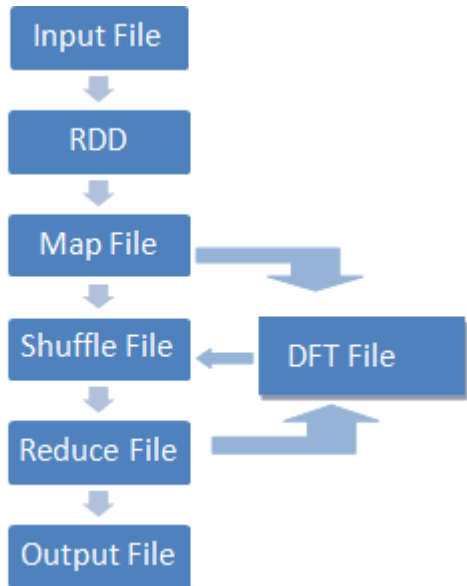 Input File
RDD
Map File
Shuffle File
DFT File
Reduce File
Output File